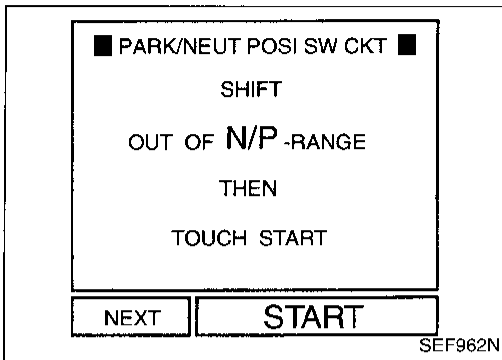 ■ PARK/NEUT POSI SW CKT ■
SHIFT
OUT OF N/P -RANGE
THEN
TOUCH START
NEXT START
SEF962N